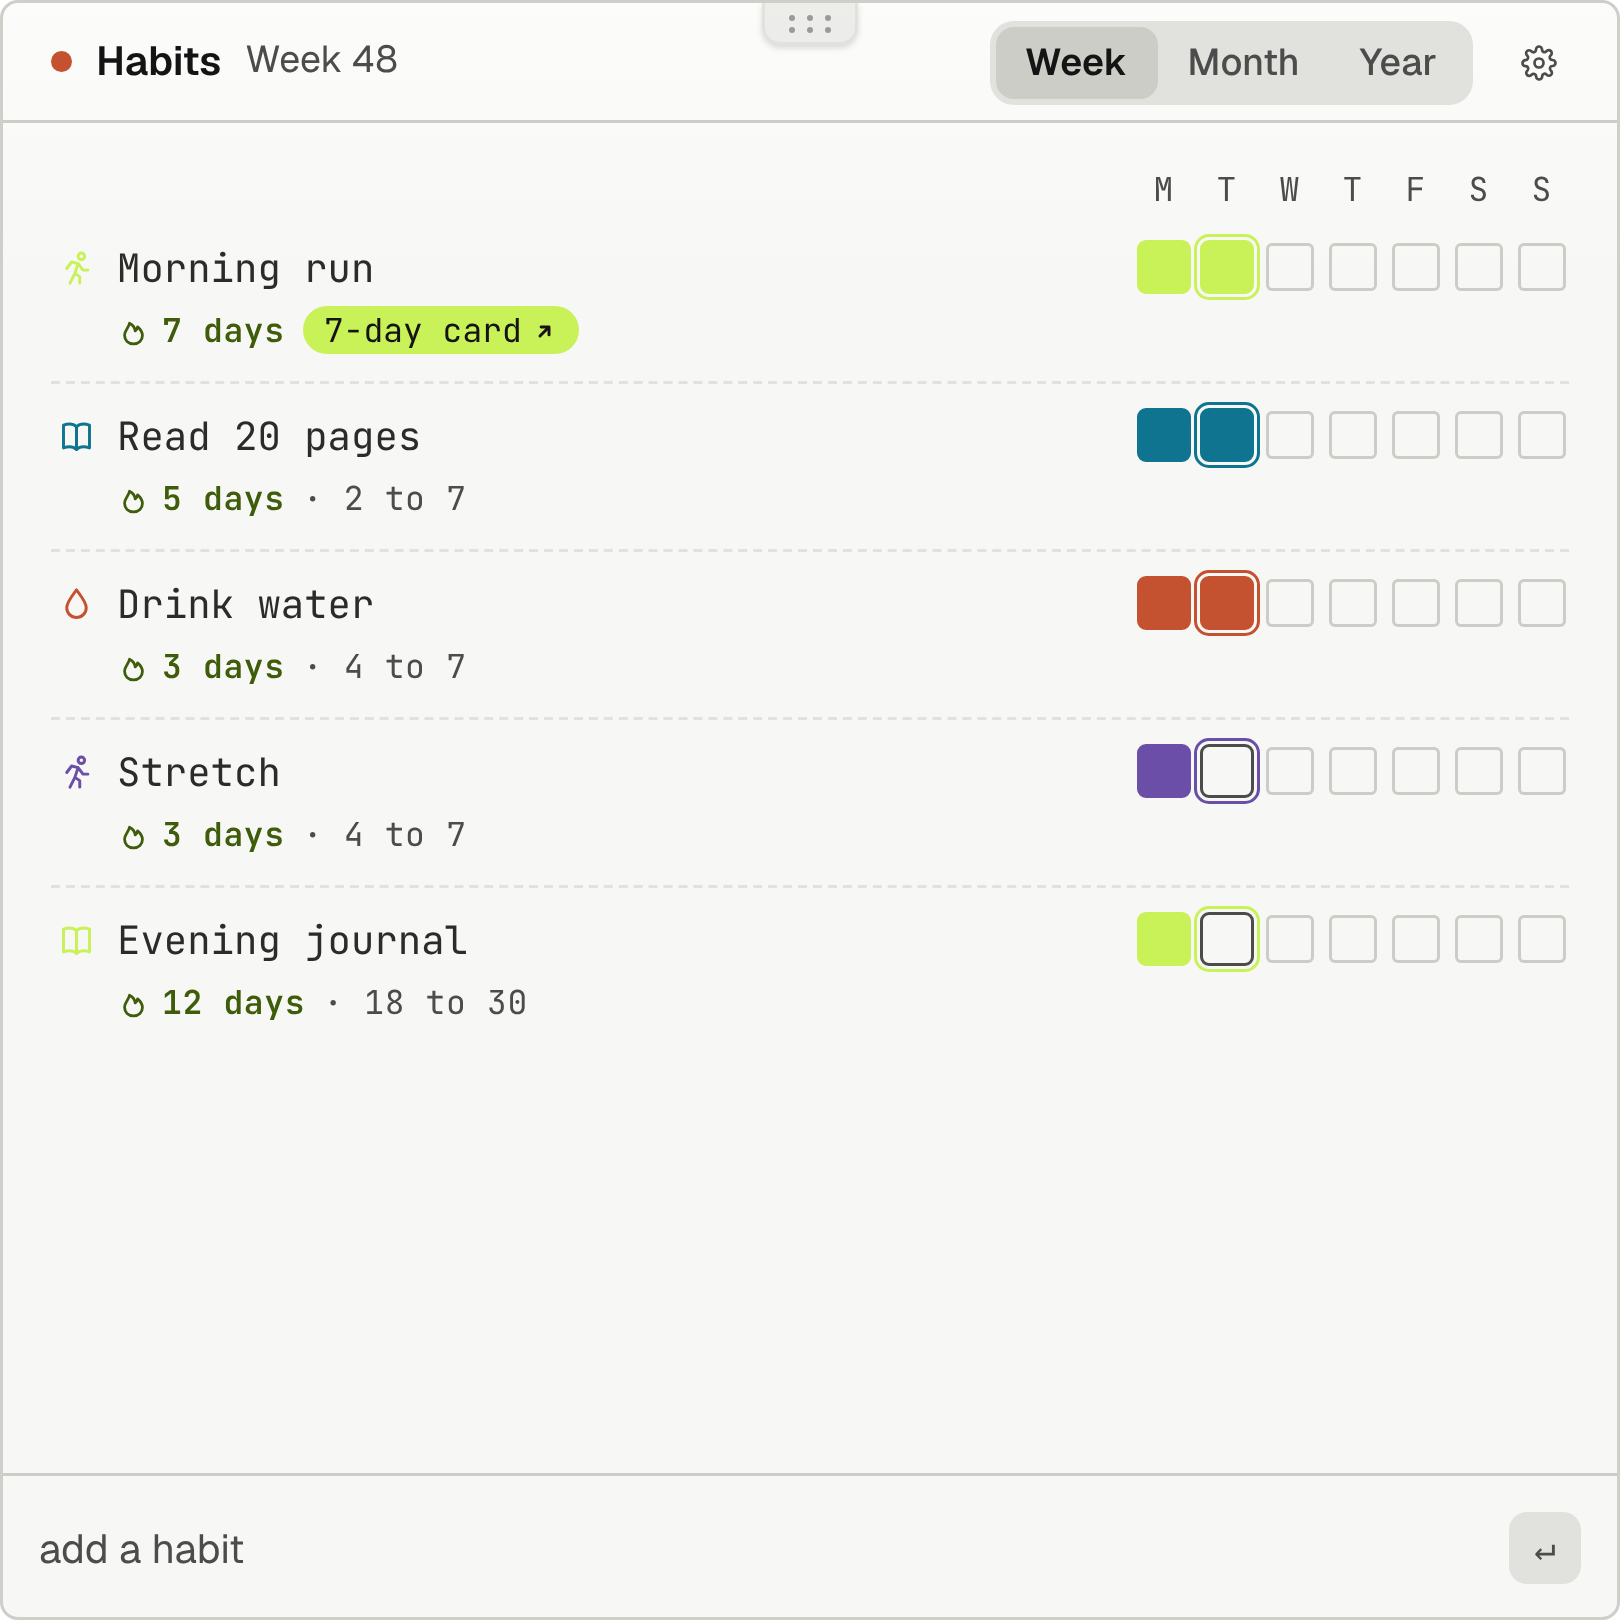 Habits Week 48 Week Month Year
M T W T F S S
Morning run
7 days 7-day card ↗
Read 20 pages
5 days · 2 to 7
Drink water
3 days · 4 to 7
Stretch
3 days · 4 to 7
Evening journal
12 days · 18 to 30
add a habit ↵